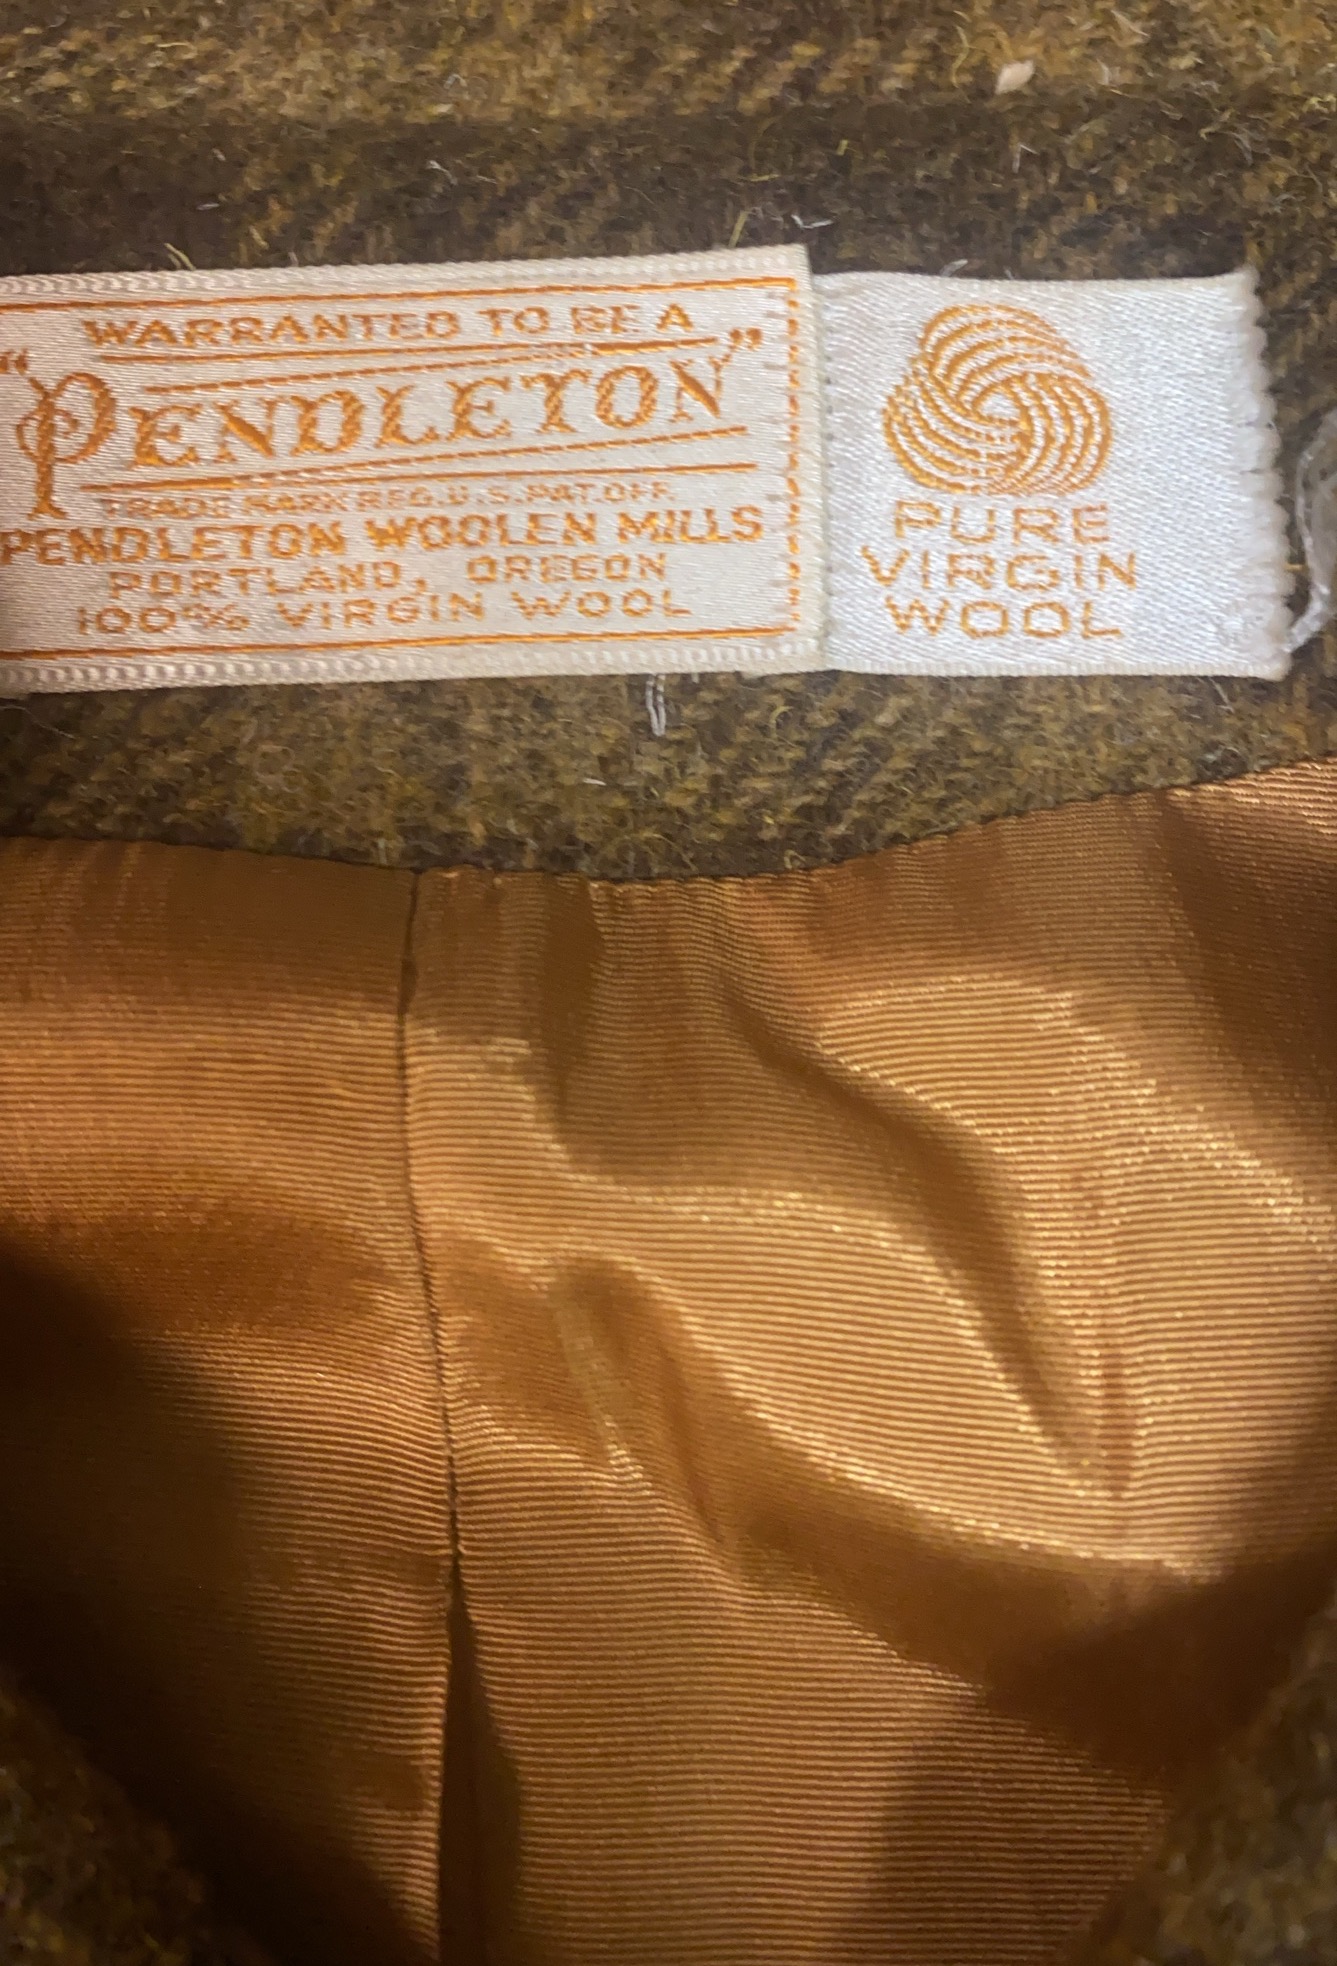 WARRANTED TO BE A
"PENDLETON"
TRADE MARK REG. U.S. PAT. OFF.
PENDLETON WOOLEN MILLS
PORTLAND, OREGON
100% VIRGIN WOOL
PURE
VIRGIN
WOOL